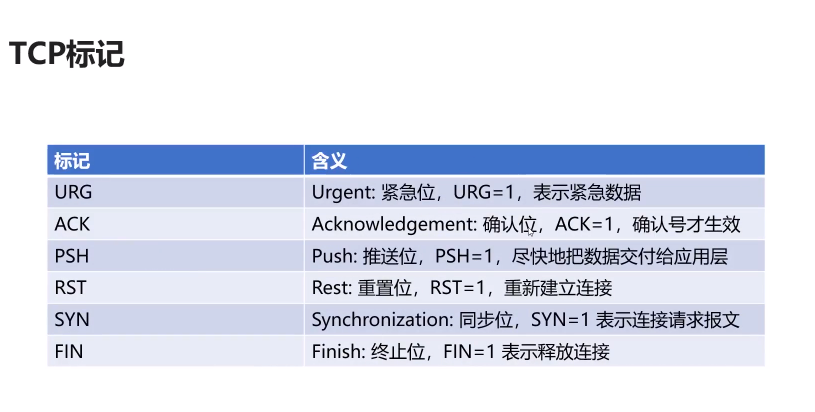 TCP标记
标记 含义
URG Urgent: 紧急位，URG=1，表示紧急数据
ACK Acknowledgement: 确认位，ACK=1，确认号才生效
PSH Push: 推送位，PSH=1，尽快地把数据交付给应用层
RST Rest: 重置位，RST=1，重新建立连接
SYN Synchronization: 同步位，SYN=1 表示连接请求报文
FIN Finish: 终止位，FIN=1 表示释放连接